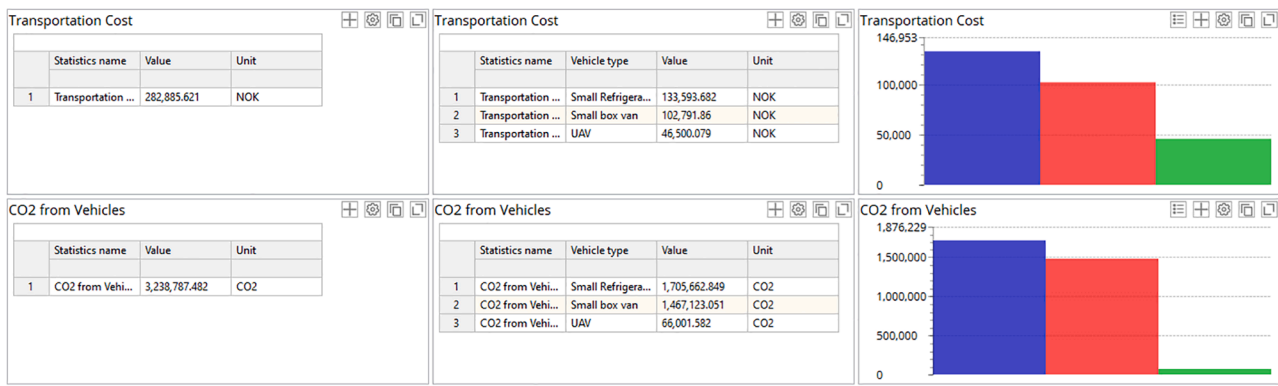 Transportation Cost
Statistics name Value Unit
1 Transportation ... 282,885.621 NOK
Transportation Cost
Statistics name Vehicle type Value Unit
1 Transportation ... Small Refrigera... 133,593.682 NOK
2 Transportation ... Small box van 102,791.86 NOK
3 Transportation ... UAV 46,500.079 NOK
Transportation Cost
146,953
100,000
50,000
0
CO2 from Vehicles
Statistics name Value Unit
1 CO2 from Vehi... 3,238,787.482 CO2
CO2 from Vehicles
Statistics name Vehicle type Value Unit
1 CO2 from Vehi... Small Refrigera... 1,705,662.849 CO2
2 CO2 from Vehi... Small box van 1,467,123.051 CO2
3 CO2 from Vehi... UAV 66,001.582 CO2
CO2 from Vehicles
1,876,229
1,500,000
1,000,000
500,000
0